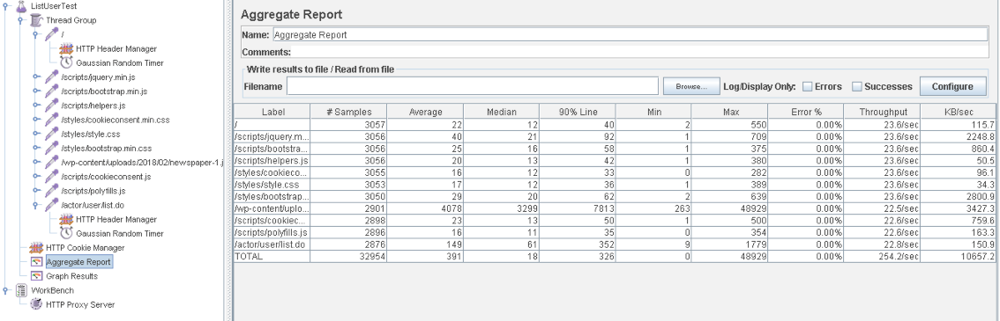 ListUserTest
Thread Group
/
HTTP Header Manager
Gaussian Random Timer
/scripts/jquery.min.js
/scripts/bootstrap.min.js
/scripts/helpers.js
/styles/cookieconsent.min.css
/styles/style.css
/styles/bootstrap.min.css
/wp-content/uploads/2018/02/newspaper-1.j
/scripts/cookieconsent.js
/scripts/polyfills.js
/actor/user/list.do
HTTP Header Manager
Gaussian Random Timer
HTTP Cookie Manager
Aggregate Report
Graph Results
WorkBench
HTTP Proxy Server
Aggregate Report
Name: Aggregate Report
Comments:
Write results to file / Read from file
Filename Browse... Log/Display Only: Errors Successes Configure
Label # Samples Average Median 90% Line Min Max Error % Throughput KB/sec
/ 3057 22 12 40 2 550 0.00% 23.6/sec 115.7
/scripts/jquery.m... 3056 40 21 92 1 709 0.00% 23.6/sec 2248.8
/scripts/bootstra... 3056 25 16 58 1 375 0.00% 23.6/sec 860.4
/scripts/helpers.js 3056 20 13 42 1 380 0.00% 23.6/sec 50.5
/styles/cookieco... 3055 16 12 33 0 282 0.00% 23.6/sec 96.1
/styles/style.css 3053 17 12 36 1 389 0.00% 23.6/sec 34.3
/styles/bootstrap... 3050 29 20 62 2 639 0.00% 23.6/sec 2800.9
/wp-content/uplo... 2901 4078 3299 7813 263 48929 0.00% 22.5/sec 3427.3
/scripts/cookiec... 2898 23 13 50 1 500 0.00% 22.6/sec 759.6
/scripts/polyfills.js 2896 16 11 35 0 354 0.00% 22.6/sec 163.3
/actor/user/list.do 2876 149 61 352 9 1779 0.00% 22.8/sec 150.9
TOTAL 32954 391 18 326 0 48929 0.00% 254.2/sec 10657.2